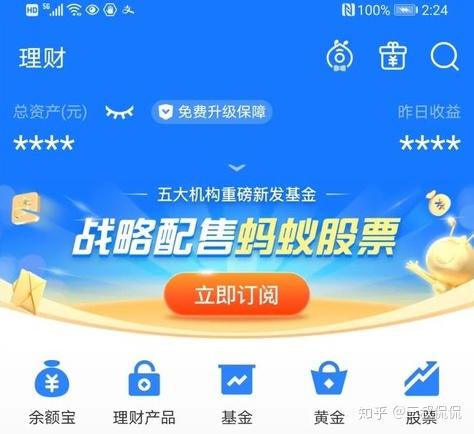 HD 5G 100% 2:24
理财
总资产(元) 免费升级保障 昨日收益
**** ****
五大机构重磅新发基金
战略配售蚂蚁股票
立即订阅
余额宝 理财产品 基金 黄金 股票
知乎